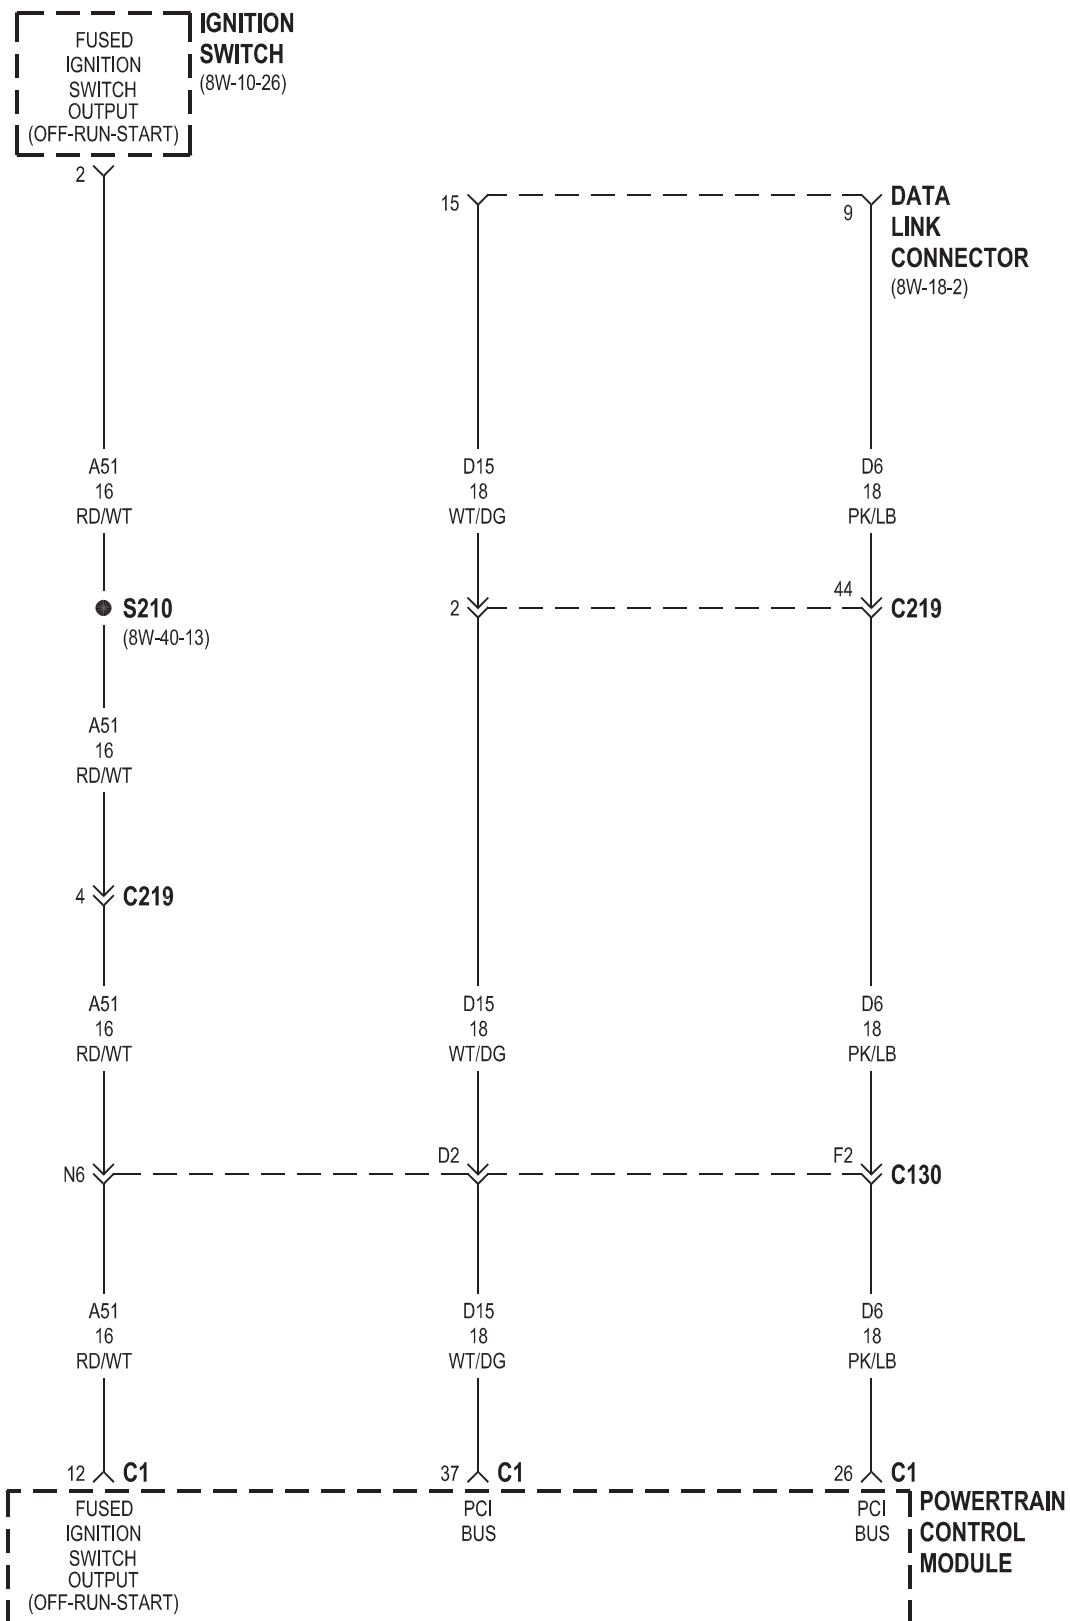 FUSED
IGNITION
SWITCH
OUTPUT
(OFF-RUN-START)
IGNITION
SWITCH
(8W-10-26)
2
15
9
DATA
LINK
CONNECTOR
(8W-18-2)
A51
16
RD/WT
D15
18
WT/DG
D6
18
PK/LB
S210
(8W-40-13)
2
44
C219
A51
16
RD/WT
4
C219
A51
16
RD/WT
D15
18
WT/DG
D6
18
PK/LB
N6
D2
F2
C130
A51
16
RD/WT
D15
18
WT/DG
D6
18
PK/LB
12
C1
37
C1
26
C1
FUSED
IGNITION
SWITCH
OUTPUT
(OFF-RUN-START)
PCI
BUS
PCI
BUS
POWERTRAIN
CONTROL
MODULE